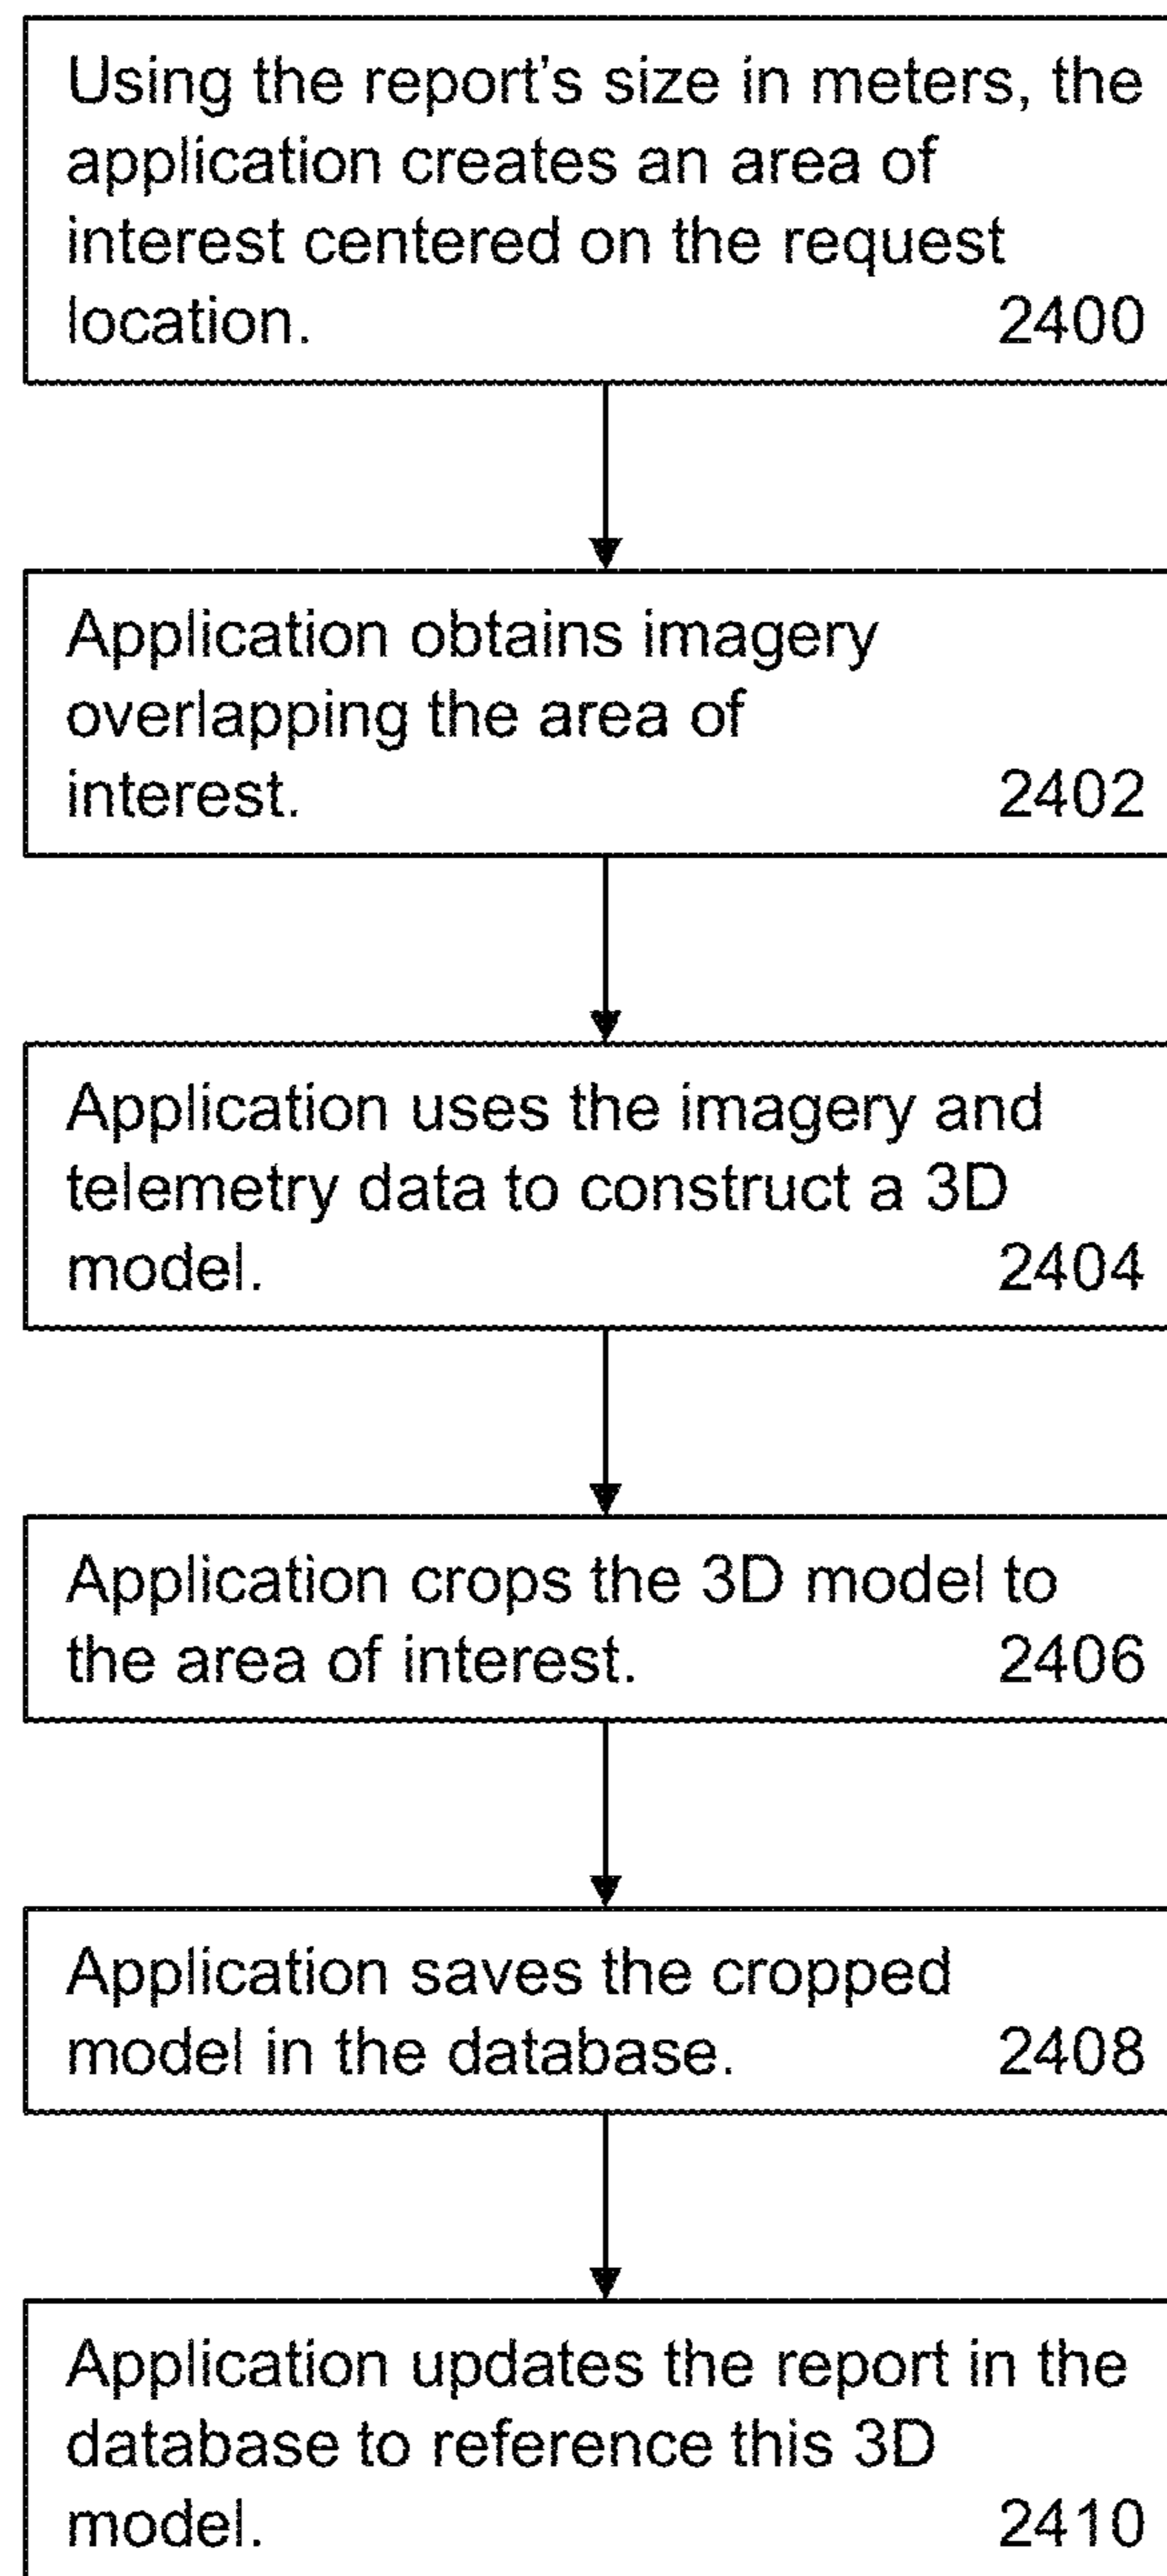 Using the report's size in meters, the
application creates an area of
interest centered on the request
location. 2400
Application obtains imagery
overlapping the area of
interest. 2402
Application uses the imagery and
telemetry data to construct a 3D
model. 2404
Application crops the 3D model to
the area of interest. 2406
Application saves the cropped
model in the database. 2408
Application updates the report in the
database to reference this 3D
model. 2410